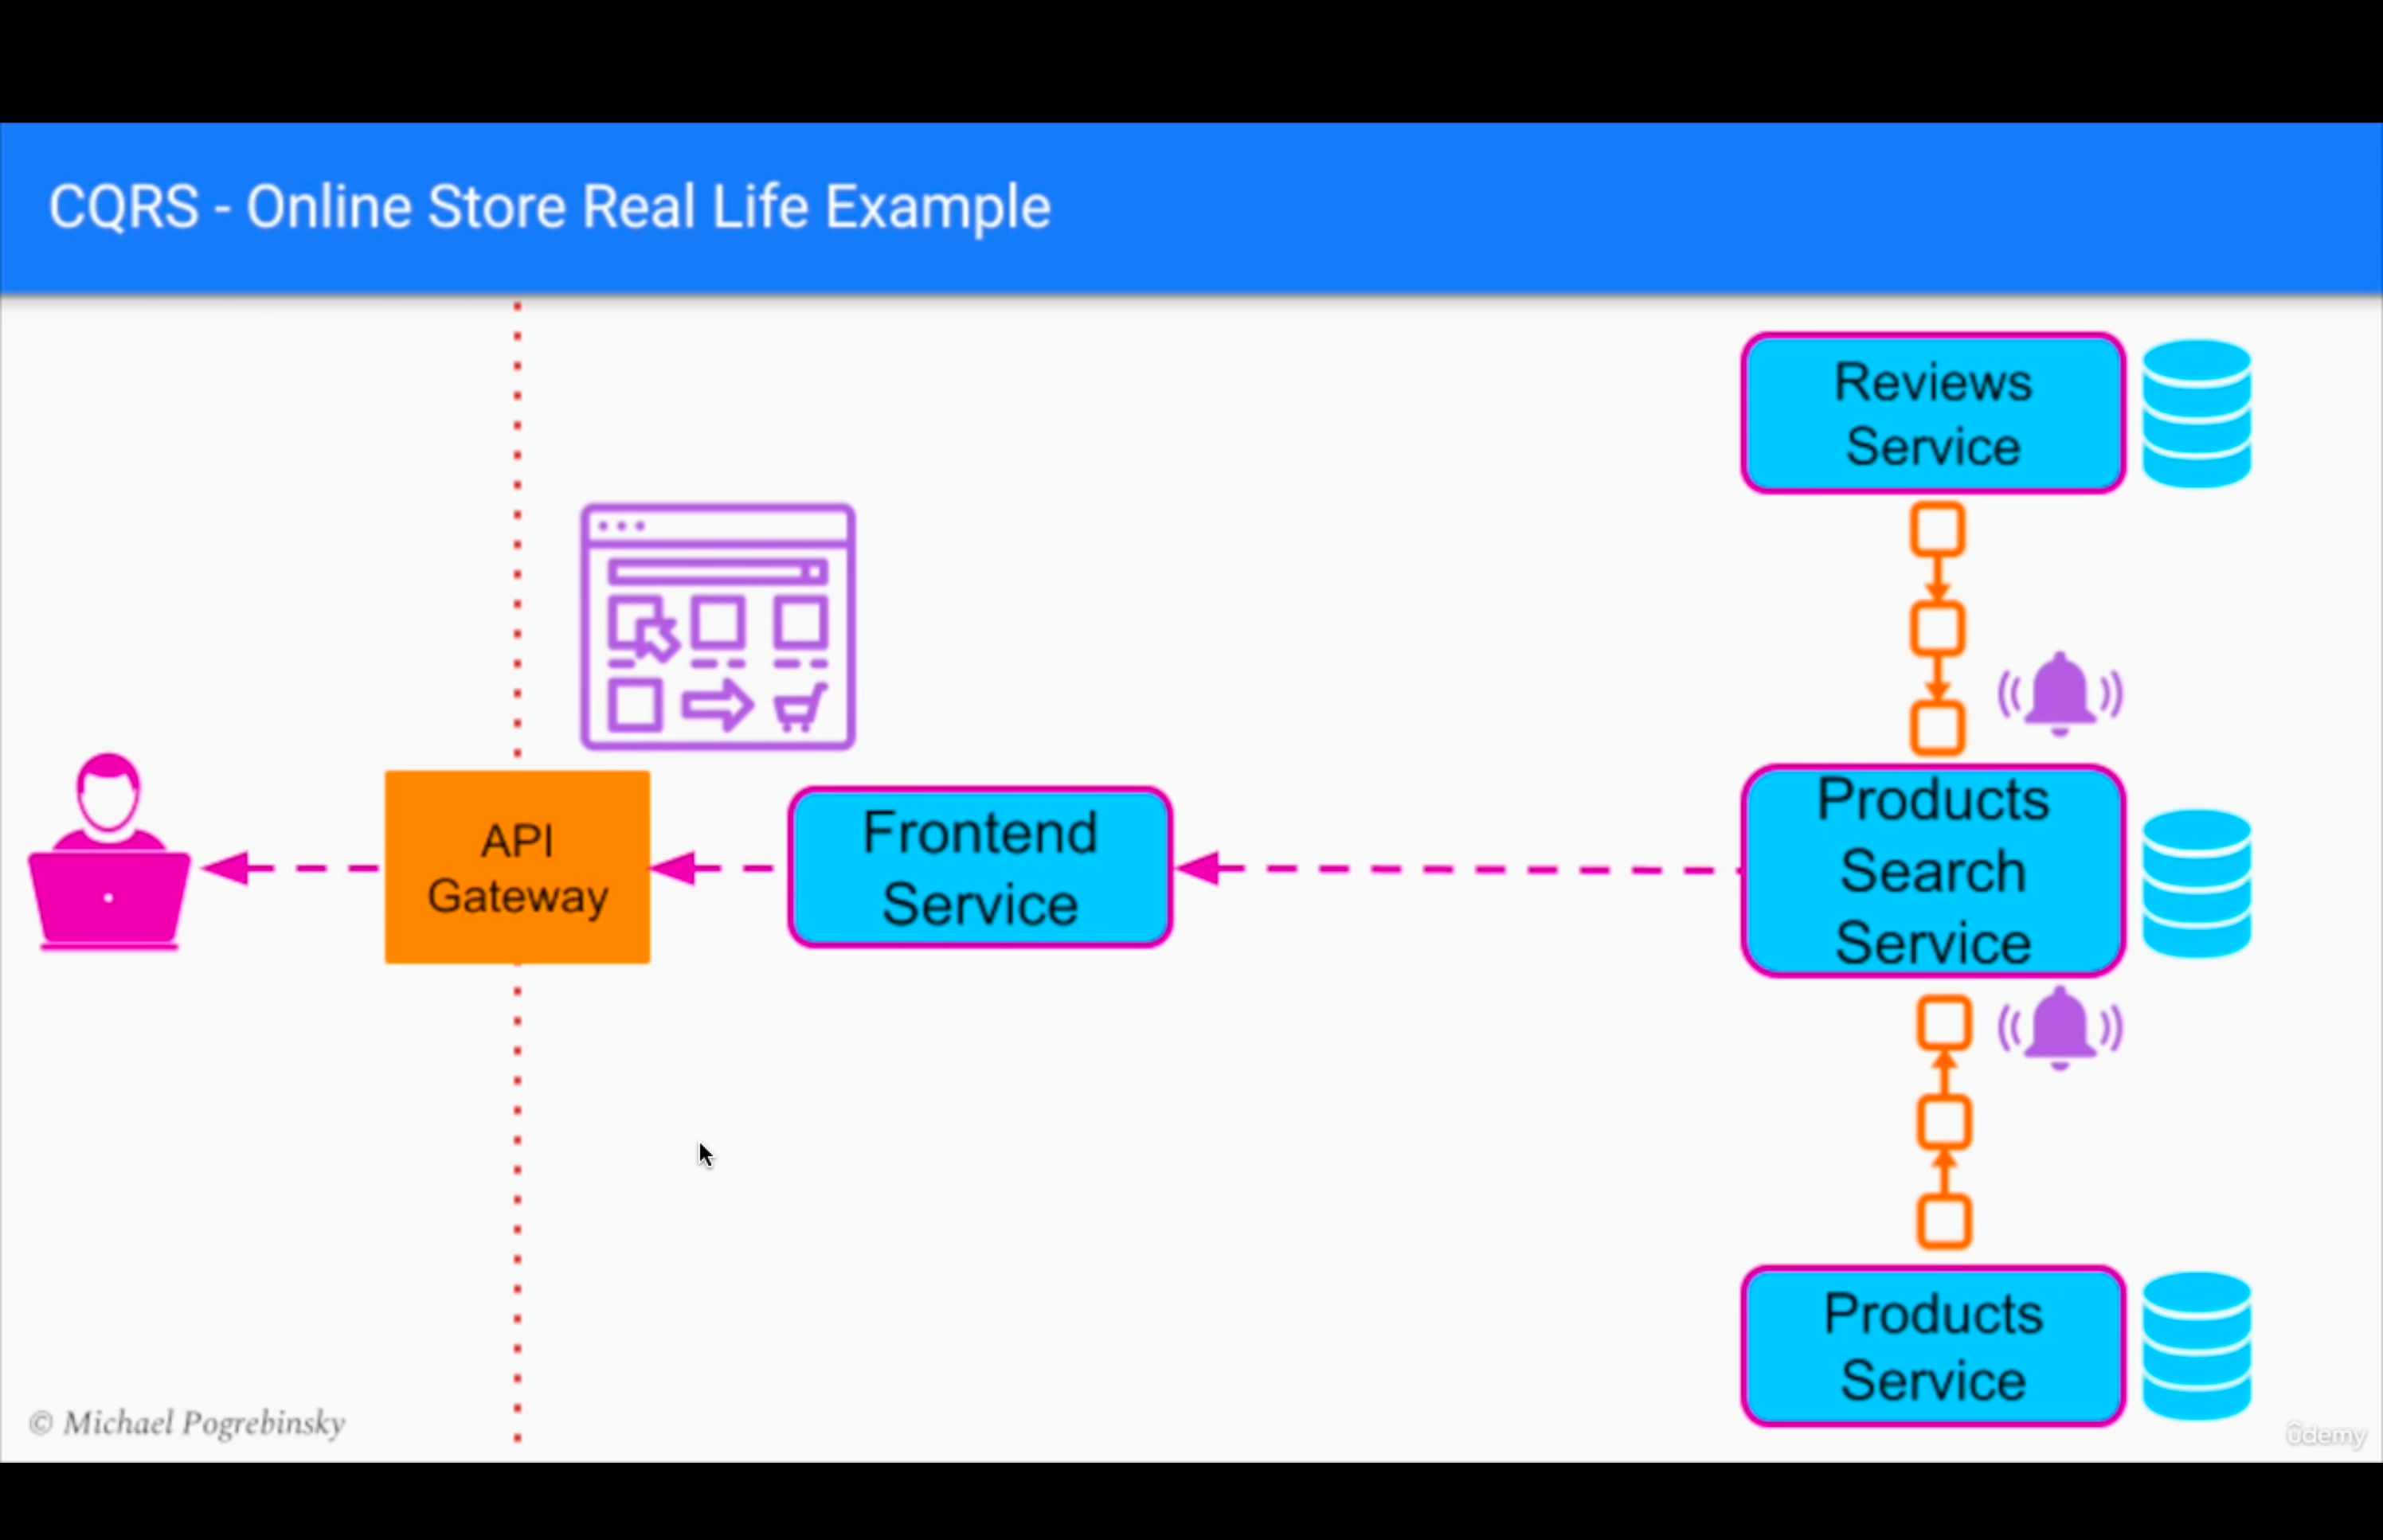 CQRS - Online Store Real Life Example
Reviews
Service
API
Gateway
Frontend
Service
Products
Search
Service
Products
Service
© Michael Pogrebinsky
ûdemy